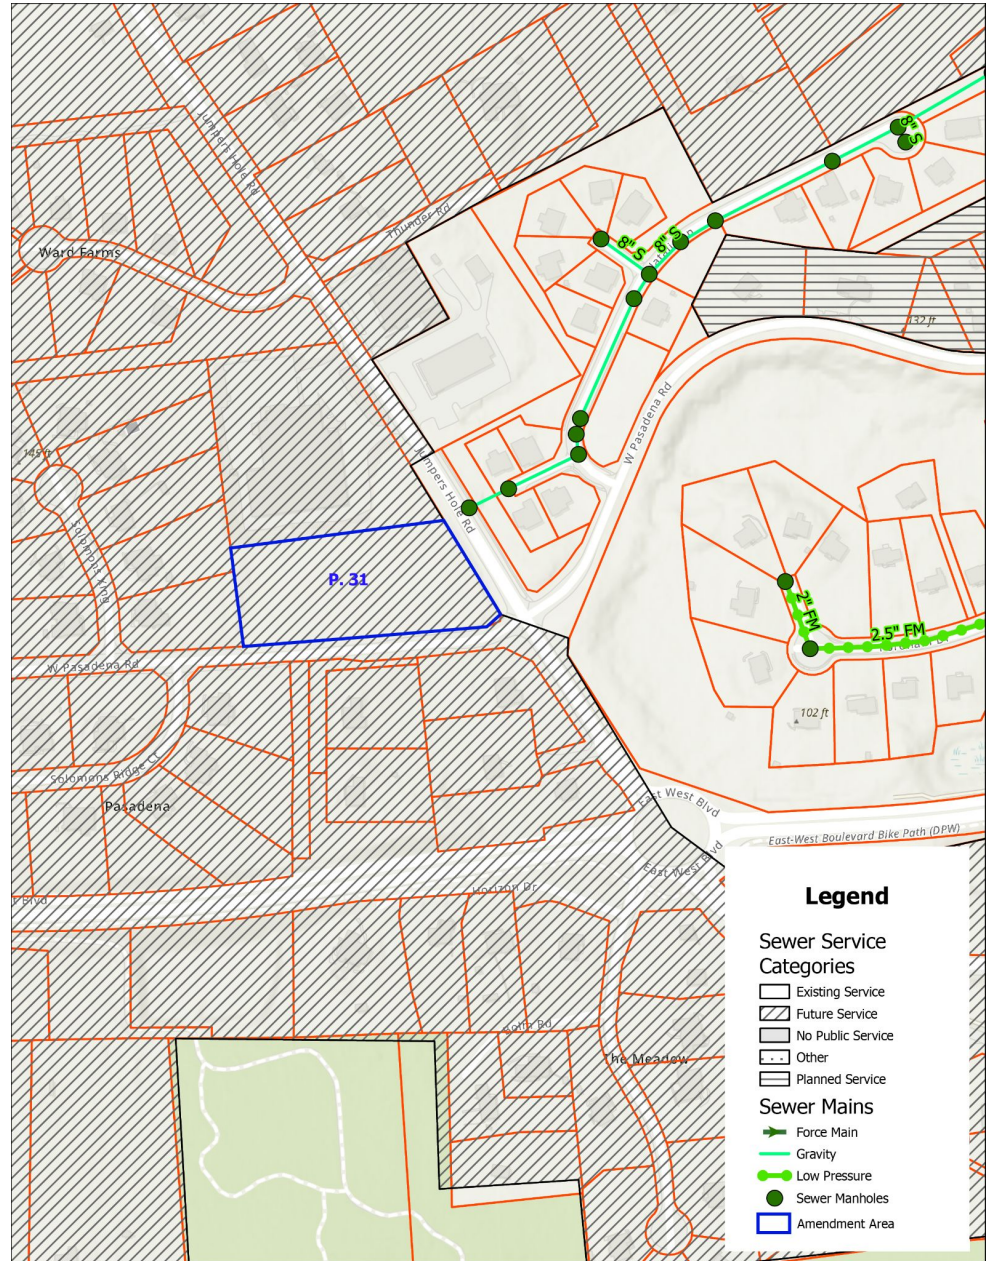 8" S
Jumpers Hole Rd
Thunder Rd
Ward Farms
8" S
8" S
132 ft
W Pasadena Rd
145 ft
Jumpers Hole Rd
Solomons Xing
P. 31
2" FM
2.5" FM
W Pasadena Rd
102 ft
Solomons Ridge Ct
Pasadena
East West Blvd
East-West Boulevard Bike Path (DPW)
East West Blvd
Horizon Dr
t Blvd
The Meadow
Legend
Sewer Service
Categories
Existing Service
Future Service
No Public Service
Other
Planned Service
Sewer Mains
Force Main
Gravity
Low Pressure
Sewer Manholes
Amendment Area